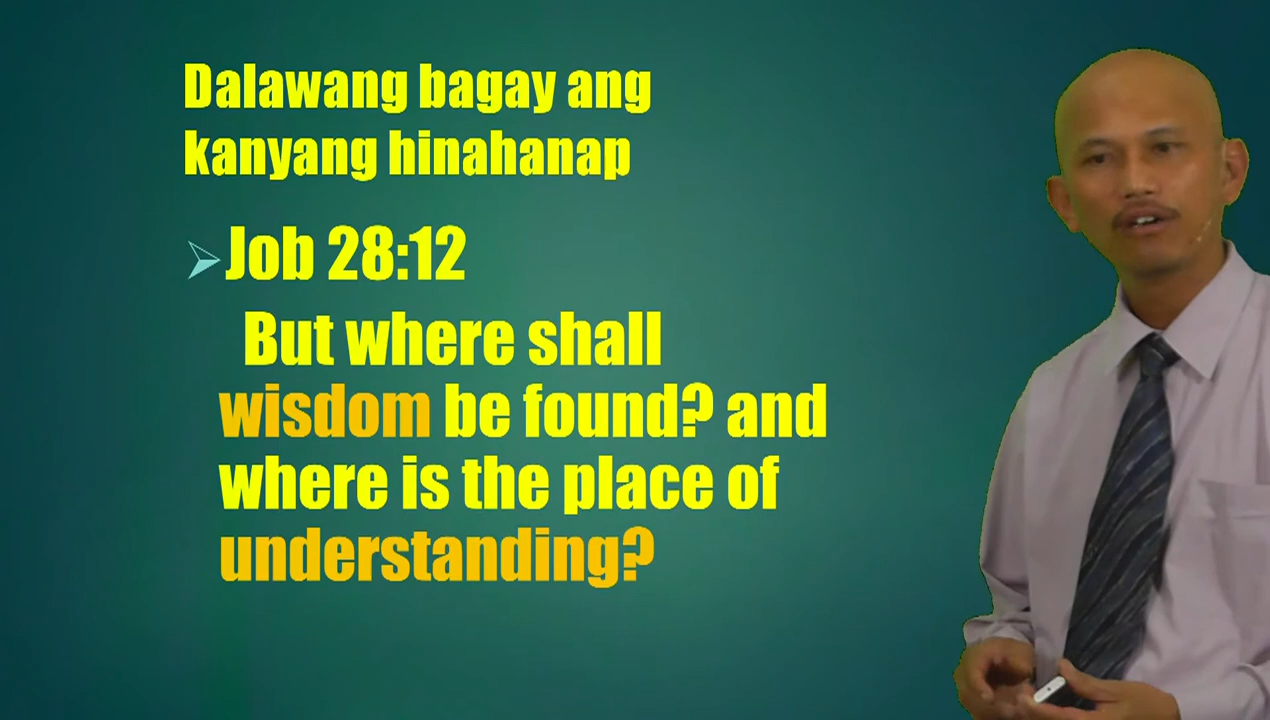 Dalawang bagay ang
kanyang hinahanap
Job 28:12
But where shall
wisdom be found? and
where is the place of
understanding?